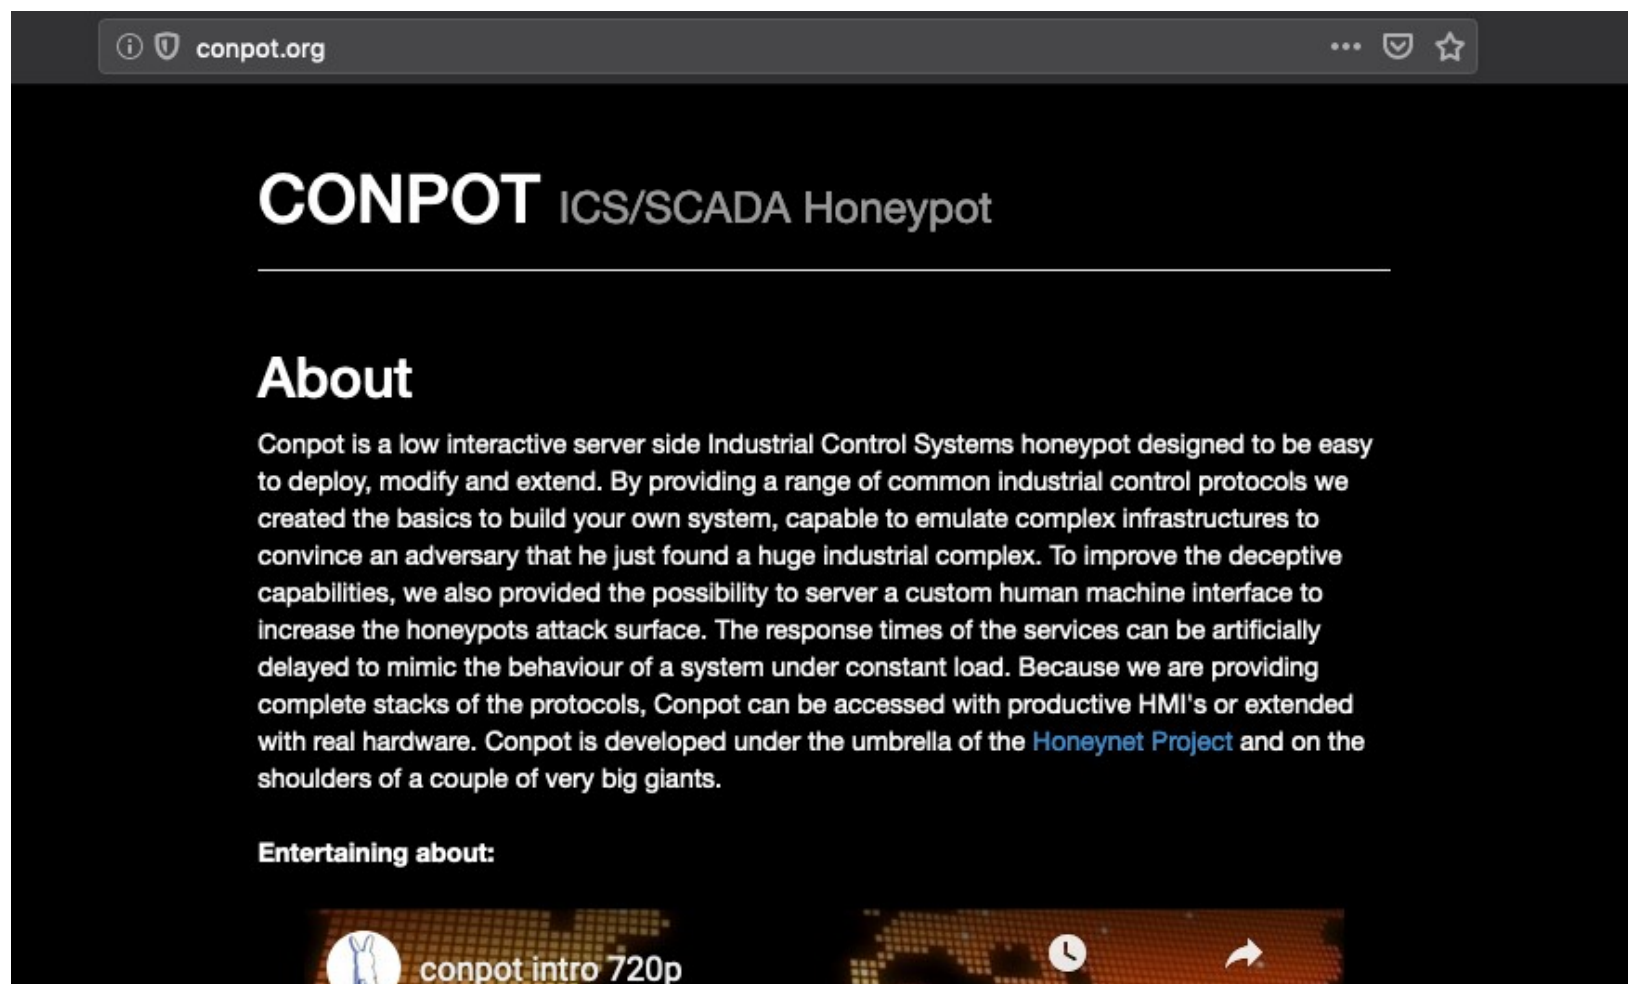 conpot.org
CONPOT ICS/SCADA Honeypot
About
Conpot is a low interactive server side Industrial Control Systems honeypot designed to be easy
to deploy, modify and extend. By providing a range of common industrial control protocols we
created the basics to build your own system, capable to emulate complex infrastructures to
convince an adversary that he just found a huge industrial complex. To improve the deceptive
capabilities, we also provided the possibility to server a custom human machine interface to
increase the honeypots attack surface. The response times of the services can be artificially
delayed to mimic the behaviour of a system under constant load. Because we are providing
complete stacks of the protocols, Conpot can be accessed with productive HMI's or extended
with real hardware. Conpot is developed under the umbrella of the Honeynet Project and on the
shoulders of a couple of very big giants.
Entertaining about:
conpot intro 720p